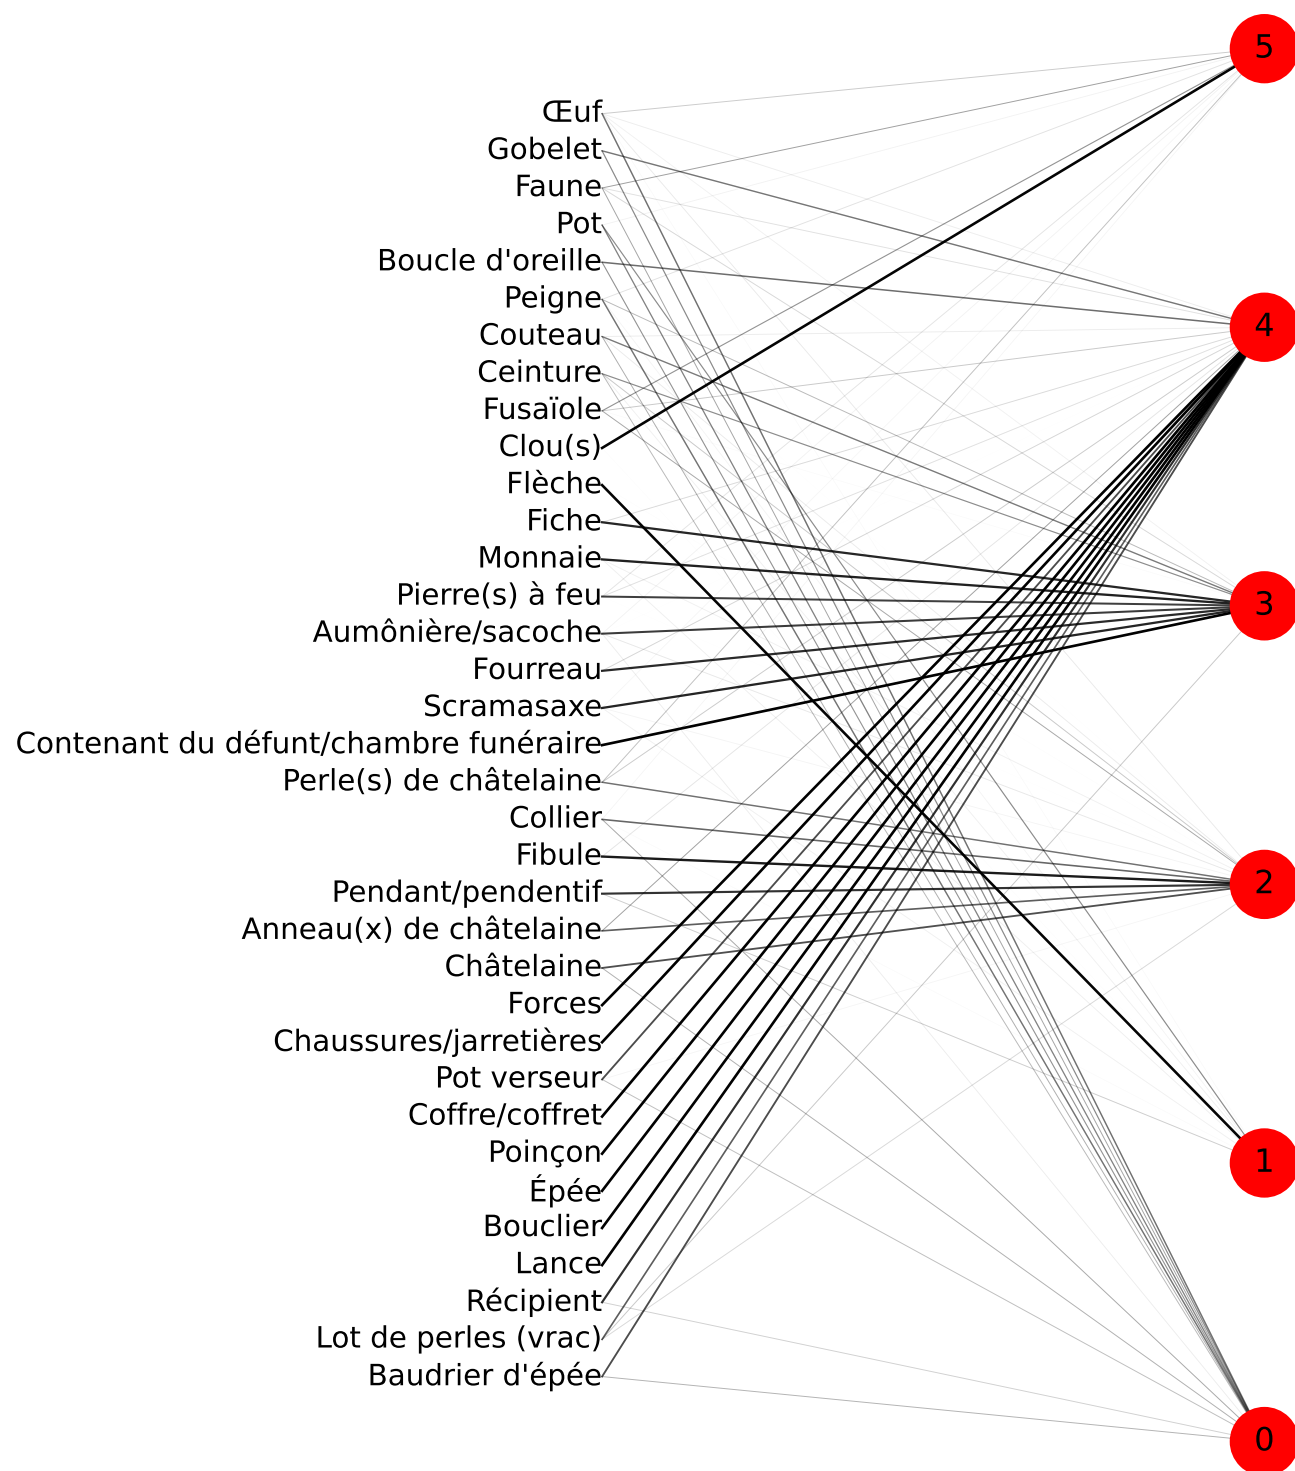 5
Œuf
Gobelet
Faune
Pot
Boucle d'oreille
Peigne
4
Couteau
Ceinture
Fusaïole
Clou(s)
Flèche
Fiche
Monnaie
Pierre(s) à feu
3
Aumônière/sacoche
Fourreau
Scramasaxe
Contenant du défunt/chambre funéraire
Perle(s) de châtelaine
Collier
Fibule
2
Pendant/pendentif
Anneau(x) de châtelaine
Châtelaine
Forces
Chaussures/jarretières
Pot verseur
Coffre/coffret
Poinçon
1
Épée
Bouclier
Lance
Récipient
Lot de perles (vrac)
Baudrier d'épée
0